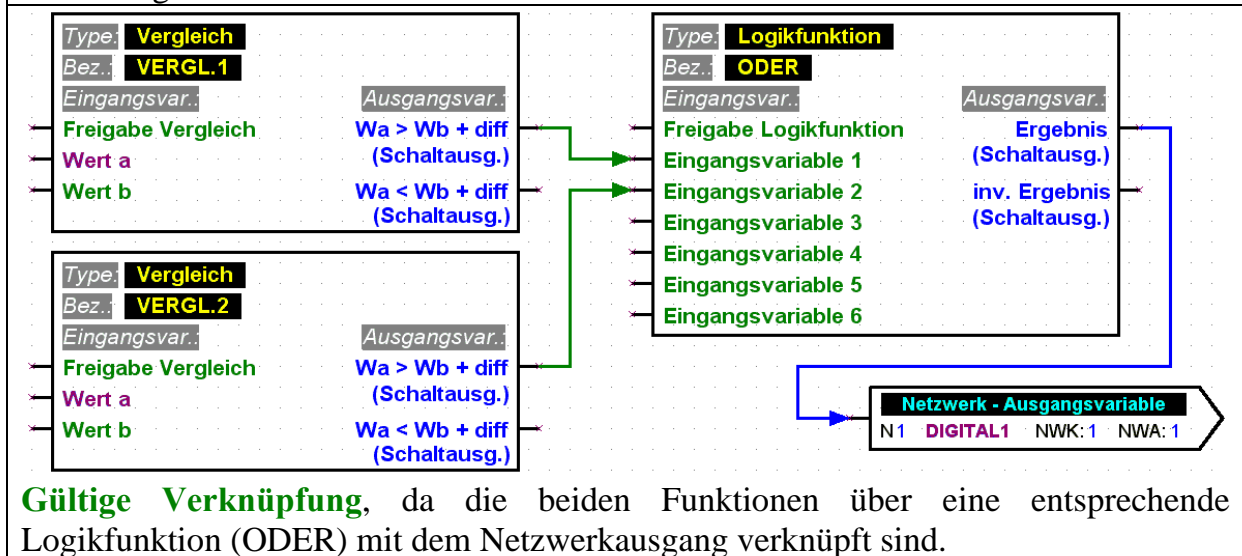 Type: Vergleich
Bez.: VERGL.1
Eingangsvar.: Ausgangsvar.:
Freigabe Vergleich Wa > Wb + diff
Wert a (Schaltausg.)
Wert b Wa < Wb + diff
(Schaltausg.)
Type: Vergleich
Bez.: VERGL.2
Eingangsvar.: Ausgangsvar.:
Freigabe Vergleich Wa > Wb + diff
Wert a (Schaltausg.)
Wert b Wa < Wb + diff
(Schaltausg.)
Type: Logikfunktion
Bez.: ODER
Eingangsvar.: Ausgangsvar.:
Freigabe Logikfunktion Ergebnis
Eingangsvariable 1 (Schaltausg.)
Eingangsvariable 2 inv. Ergebnis
Eingangsvariable 3 (Schaltausg.)
Eingangsvariable 4
Eingangsvariable 5
Eingangsvariable 6
Netzwerk - Ausgangsvariable
N 1 DIGITAL1 NWK: 1 NWA: 1
Gültige Verknüpfung, da die beiden Funktionen über eine entsprechende
Logikfunktion (ODER) mit dem Netzwerkausgang verknüpft sind.